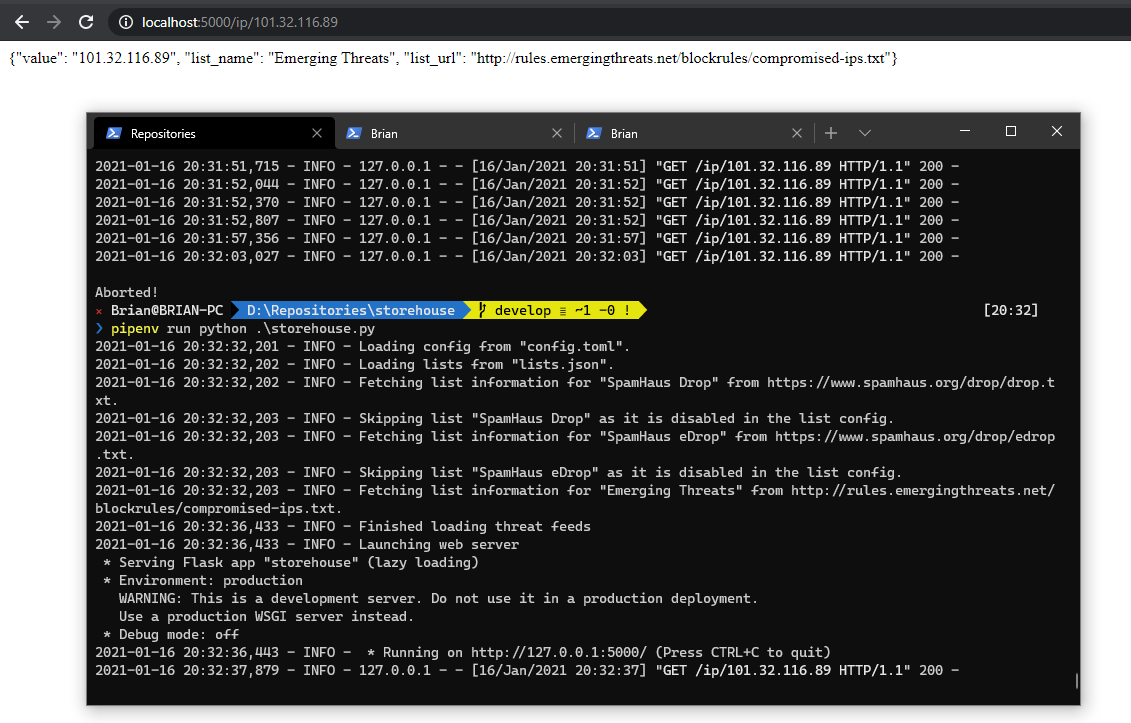 localhost:5000/ip/101.32.116.89
{"value": "101.32.116.89", "list_name": "Emerging Threats", "list_url": "http://rules.emergingthreats.net/blockrules/compromised-ips.txt"}
Repositories Brian Brian
2021-01-16 20:31:51,715 - INFO - 127.0.0.1 - - [16/Jan/2021 20:31:51] "GET /ip/101.32.116.89 HTTP/1.1" 200 -
2021-01-16 20:31:52,044 - INFO - 127.0.0.1 - - [16/Jan/2021 20:31:52] "GET /ip/101.32.116.89 HTTP/1.1" 200 -
2021-01-16 20:31:52,370 - INFO - 127.0.0.1 - - [16/Jan/2021 20:31:52] "GET /ip/101.32.116.89 HTTP/1.1" 200 -
2021-01-16 20:31:52,807 - INFO - 127.0.0.1 - - [16/Jan/2021 20:31:52] "GET /ip/101.32.116.89 HTTP/1.1" 200 -
2021-01-16 20:31:57,356 - INFO - 127.0.0.1 - - [16/Jan/2021 20:31:57] "GET /ip/101.32.116.89 HTTP/1.1" 200 -
2021-01-16 20:32:03,027 - INFO - 127.0.0.1 - - [16/Jan/2021 20:32:03] "GET /ip/101.32.116.89 HTTP/1.1" 200 -
Aborted!
× Brian@BRIAN-PC D:\Repositories\storehouse develop ≡ ~1 -0 ! [20:32]
❯ pipenv run python .\storehouse.py
2021-01-16 20:32:32,201 - INFO - Loading config from "config.toml".
2021-01-16 20:32:32,202 - INFO - Loading lists from "lists.json".
2021-01-16 20:32:32,202 - INFO - Fetching list information for "SpamHaus Drop" from https://www.spamhaus.org/drop/drop.t
xt.
2021-01-16 20:32:32,203 - INFO - Skipping list "SpamHaus Drop" as it is disabled in the list config.
2021-01-16 20:32:32,203 - INFO - Fetching list information for "SpamHaus eDrop" from https://www.spamhaus.org/drop/edrop
.txt.
2021-01-16 20:32:32,203 - INFO - Skipping list "SpamHaus eDrop" as it is disabled in the list config.
2021-01-16 20:32:32,203 - INFO - Fetching list information for "Emerging Threats" from http://rules.emergingthreats.net/
blockrules/compromised-ips.txt.
2021-01-16 20:32:36,433 - INFO - Finished loading threat feeds
2021-01-16 20:32:36,433 - INFO - Launching web server
* Serving Flask app "storehouse" (lazy loading)
* Environment: production
WARNING: This is a development server. Do not use it in a production deployment.
Use a production WSGI server instead.
* Debug mode: off
2021-01-16 20:32:36,443 - INFO -  * Running on http://127.0.0.1:5000/ (Press CTRL+C to quit)
2021-01-16 20:32:37,879 - INFO - 127.0.0.1 - - [16/Jan/2021 20:32:37] "GET /ip/101.32.116.89 HTTP/1.1" 200 -